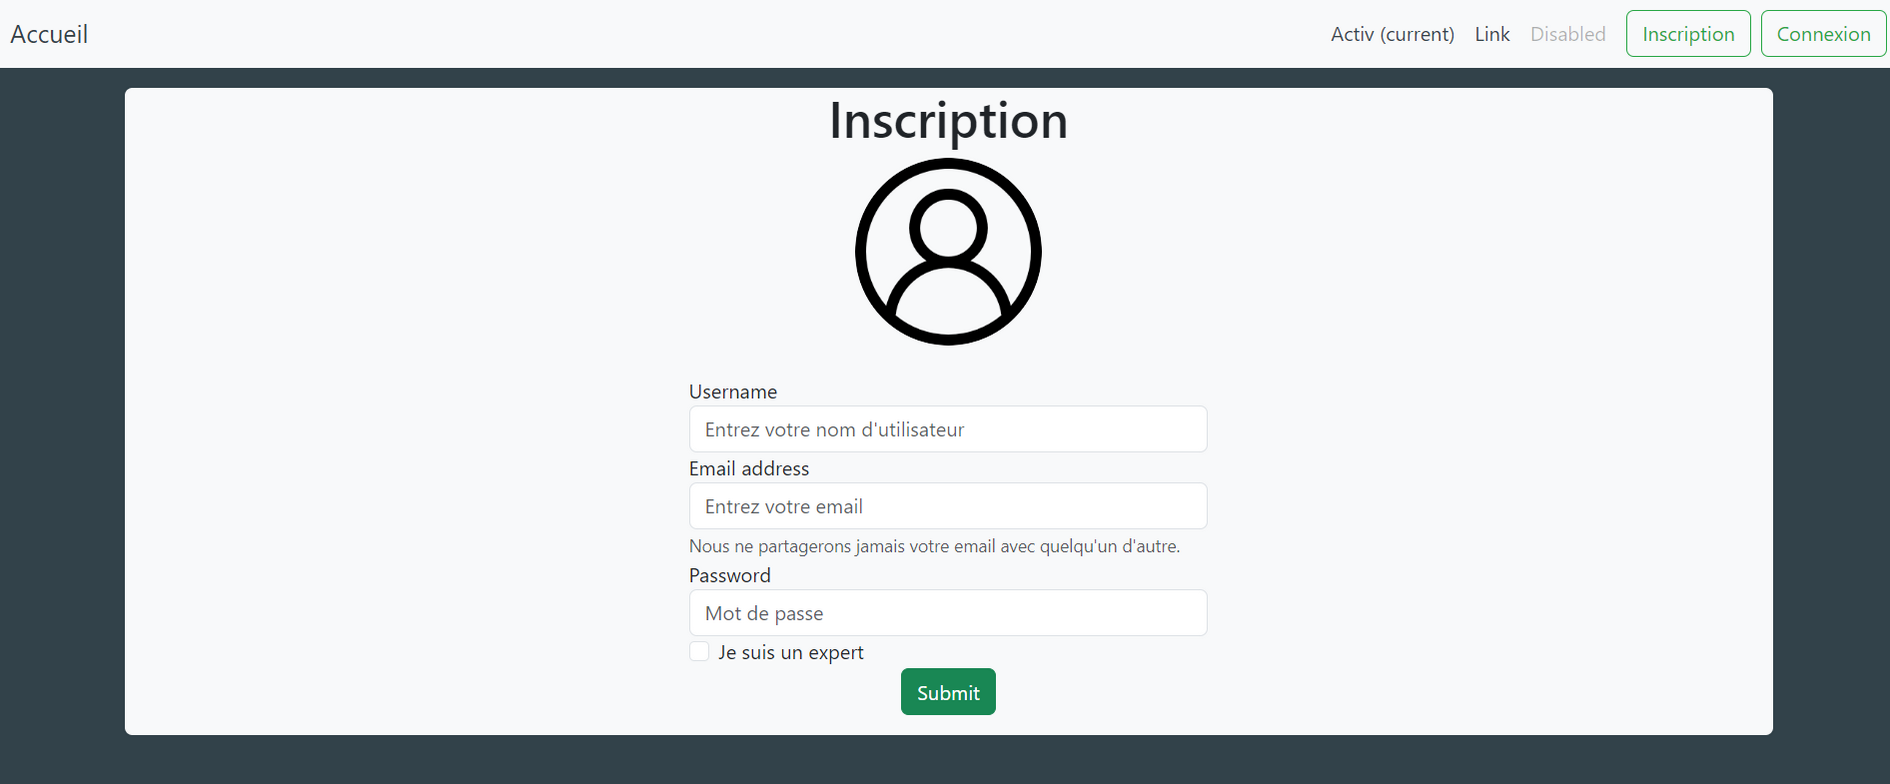 Accueil Activ (current) Link Disabled Inscription Connexion
Inscription
Username
Entrez votre nom d'utilisateur
Email address
Entrez votre email
Nous ne partagerons jamais votre email avec quelqu'un d'autre.
Password
Mot de passe
Je suis un expert
Submit